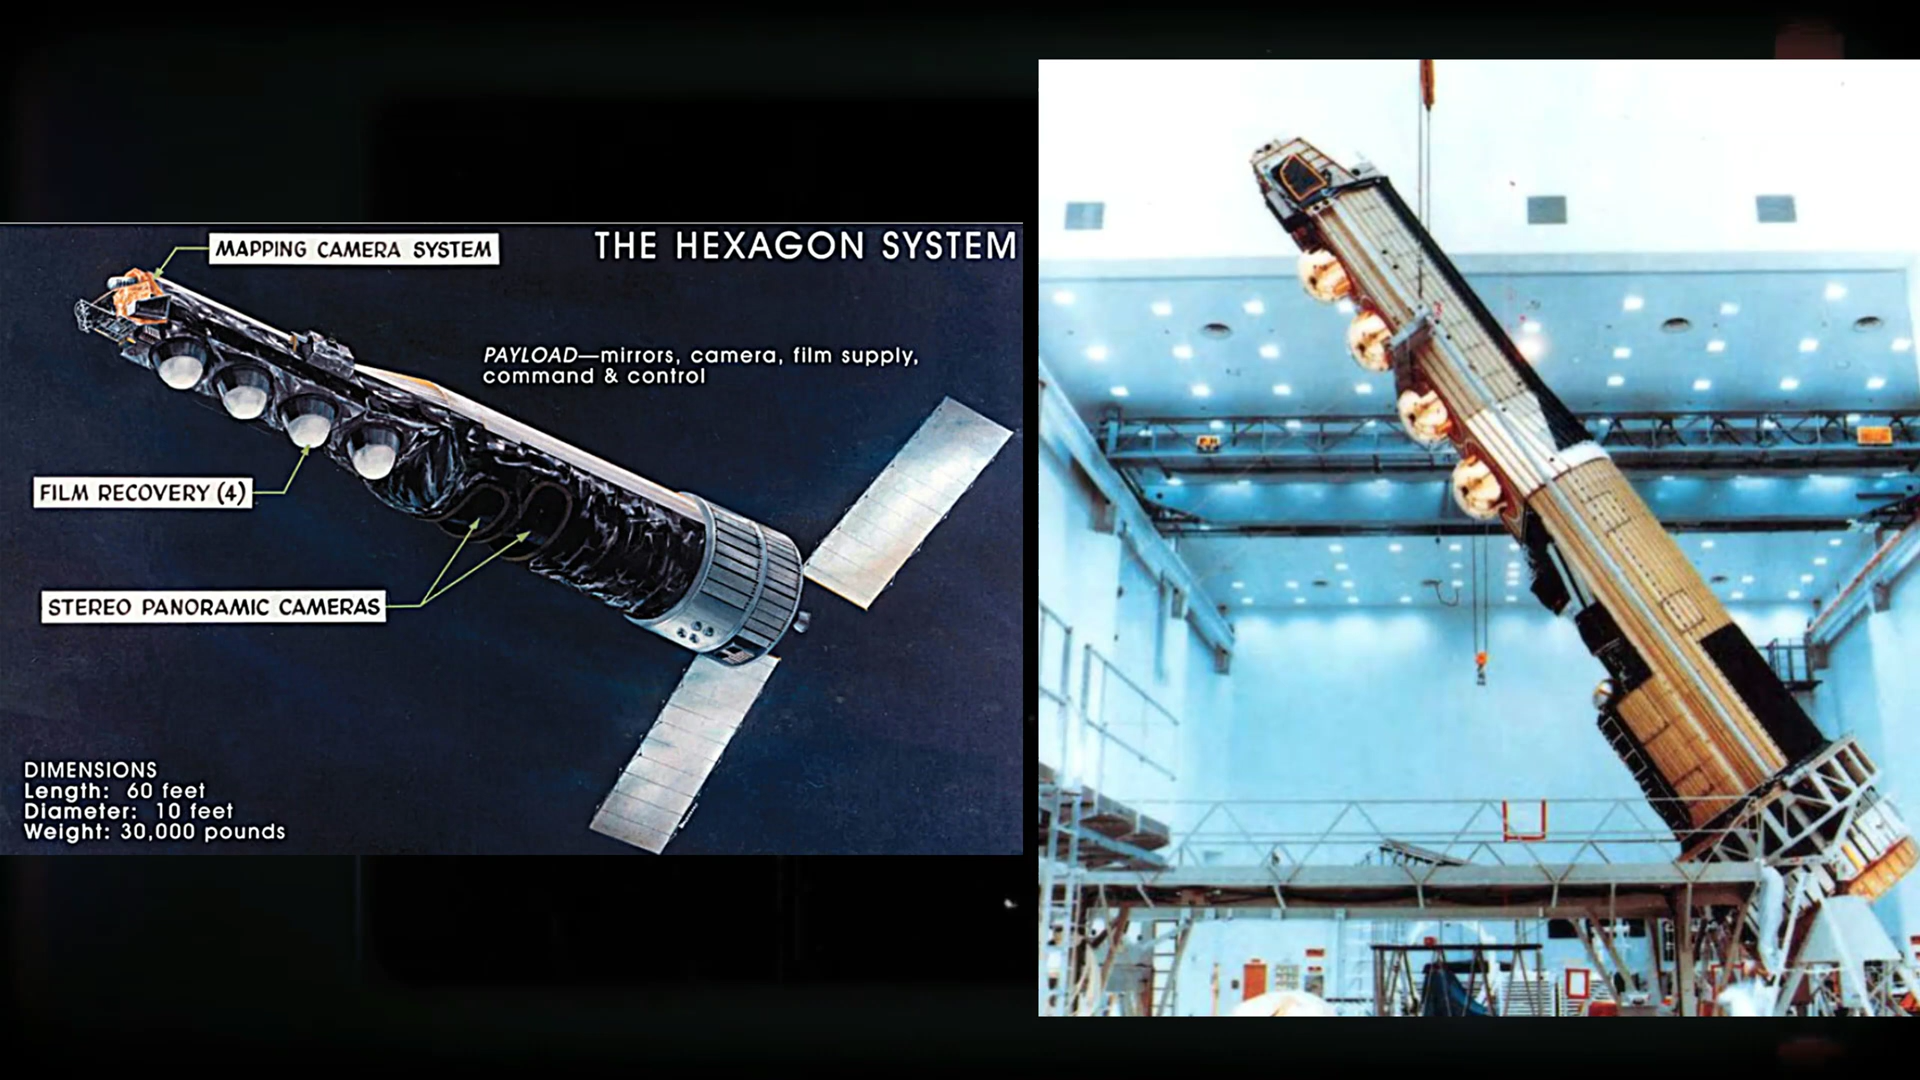 THE HEXAGON SYSTEM
MAPPING CAMERA SYSTEM
PAYLOAD—mirrors, camera, film supply,
command & control
FILM RECOVERY (4)
STEREO PANORAMIC CAMERAS
DIMENSIONS
Length: 60 feet
Diameter: 10 feet
Weight: 30,000 pounds